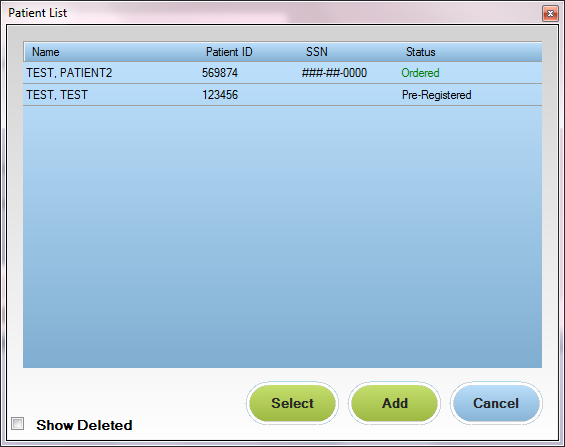 Patient List
Name Patient ID SSN Status
TEST, PATIENT2 569874 ###-##-0000 Ordered
TEST, TEST 123456 Pre-Registered
Select Add Cancel
Show Deleted